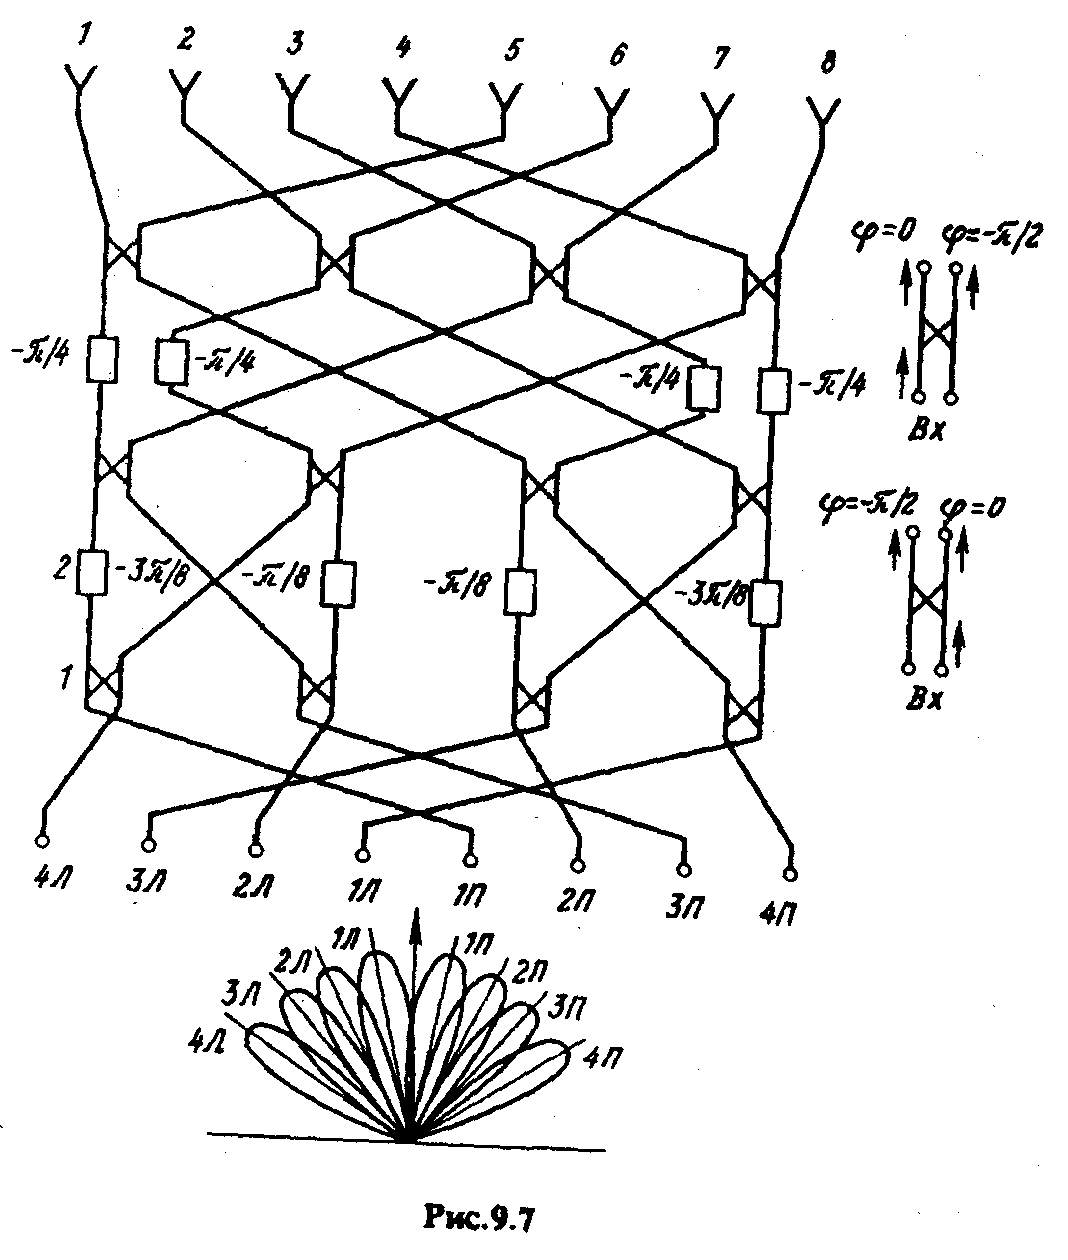 1 2 3 4 5 6 7 8
φ=0 φ=-π/2
-π/4 -π/4 -π/4 -π/4
Вх
φ=-π/2 φ=0
2 -3π/8 -π/8 -π/8 -3π/8
1
Вх
4Л 3Л 2Л 1Л 1П 2П 3П 4П
1Л 1П
2Л 2П
3Л 3П
4Л 4П
Рис.9.7